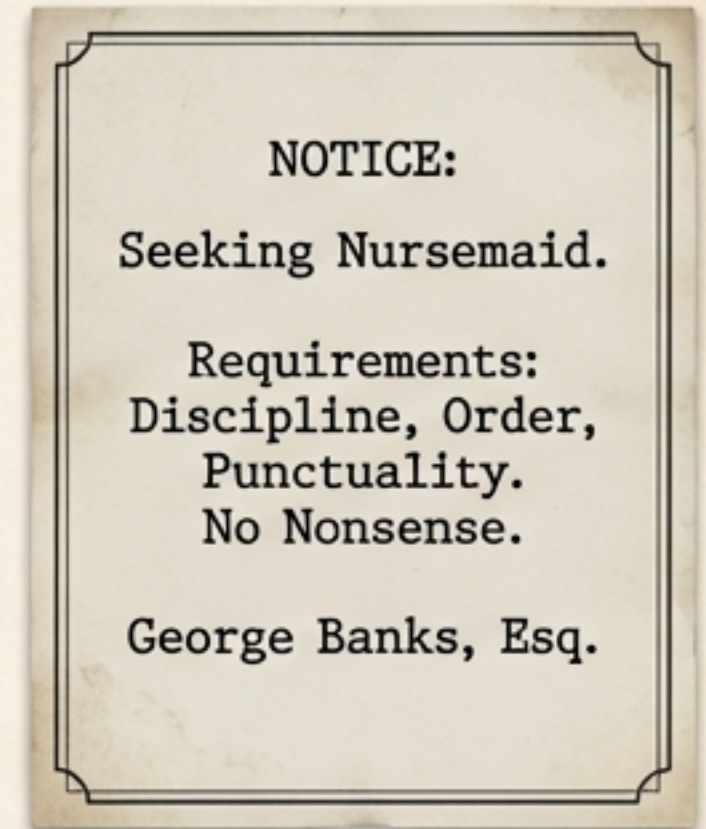 NOTICE:
Seeking Nursemaid.
Requirements:
Discipline, Order,
Punctuality.
No Nonsense.
George Banks, Esq.